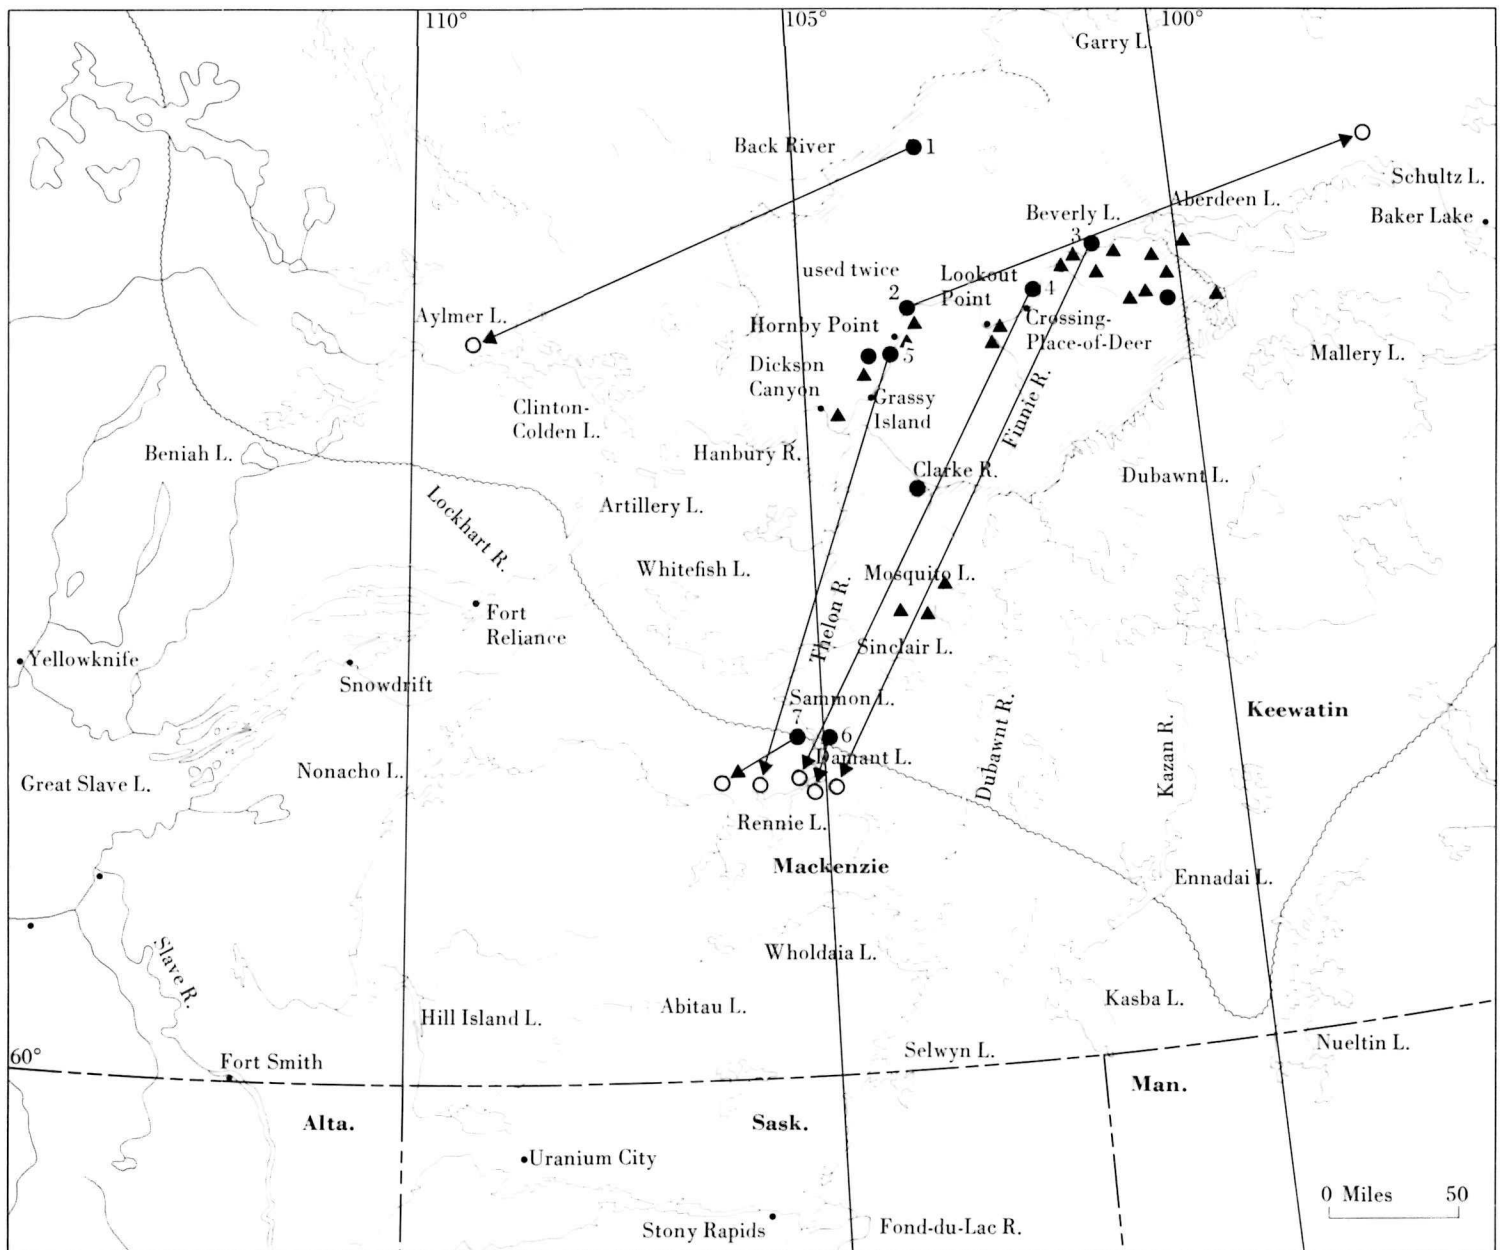 110°
105°
100°
Garry L.
Back River
1
Schultz L.
Aberdeen L.
Beverly L.
Baker Lake
3
used twice
Lookout
Point
2
4
Aylmer L.
Hornby Point
Crossing-
Place-of-Deer
5
Mallery L.
Dickson
Canyon
Grassy
Island
Clinton-
Colden L.
Finnie R.
Beniah L.
Hanbury R.
Clarke R.
Dubawnt L.
Lockhart R.
Artillery L.
Whitefish L.
Mosquito L.
Fort
Reliance
Thelon R.
Sinclair L.
Yellowknife
Snowdrift
Sammon L.
Keewatin
7
6
Dubawnt R.
Kazan R.
Damant L.
Nonacho L.
Great Slave L.
Rennie L.
Mackenzie
Ennadai L.
Slave R.
Wholdaia L.
Kasba L.
Abitau L.
Hill Island L.
Nueltin L.
60°
Fort Smith
Selwyn L.
Man.
Alta.
Sask.
Uranium City
0 Miles 50
Stony Rapids
Fond-du-Lac R.